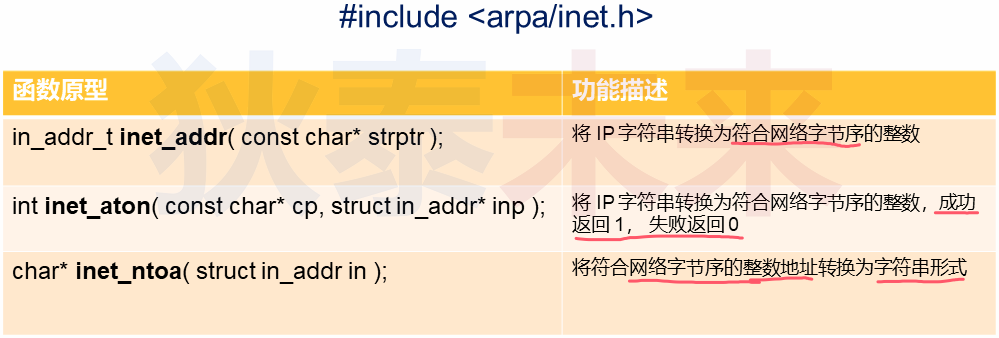 #include <arpa/inet.h>
狄泰未来
函数原型
功能描述
in_addr_t inet_addr( const char* strptr );
将 IP 字符串转换为符合网络字节序的整数
int inet_aton( const char* cp, struct in_addr* inp );
将 IP 字符串转换为符合网络字节序的整数，成功
返回 1， 失败返回 0
char* inet_ntoa( struct in_addr in );
将符合网络字节序的整数地址转换为字符串形式